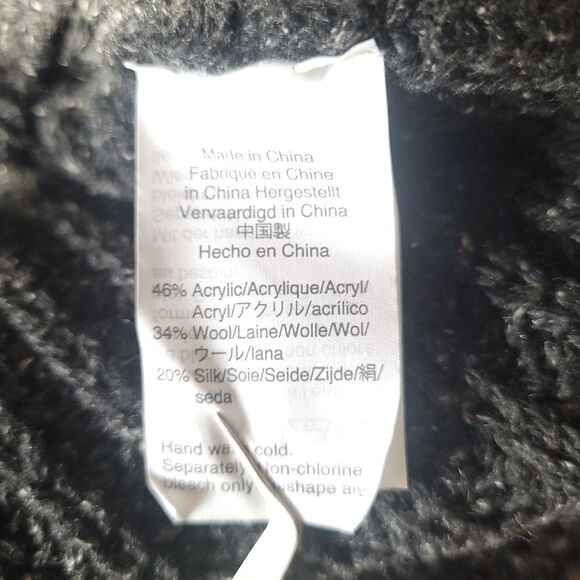 Made in China
Fabriqué en Chine
in China Hergestellt
Vervaardigd in China
中国製
Hecho en China
46% Acrylic/Acrylique/Acryl/
Acryl/アクリル/acrílico
34% Wool/Laine/Wolle/Wol/
ウール/lana
20% Silk/Soie/Seide/Zijde/絹/
seda
Hand cold.
Separately Non-chlorine
bleach only